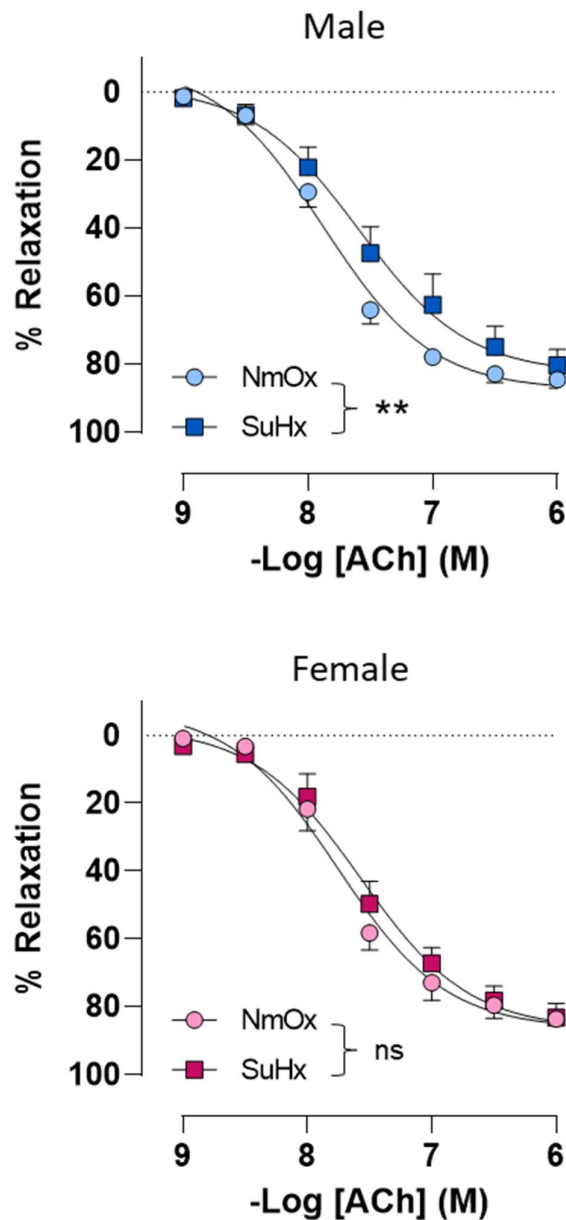 Male
% Relaxation
0
20
40
60
80
100
NmOx
SuHx
**
9 8 7 6
-Log [ACh] (M)
Female
% Relaxation
0
20
40
60
80
100
NmOx
SuHx
ns
9 8 7 6
-Log [ACh] (M)